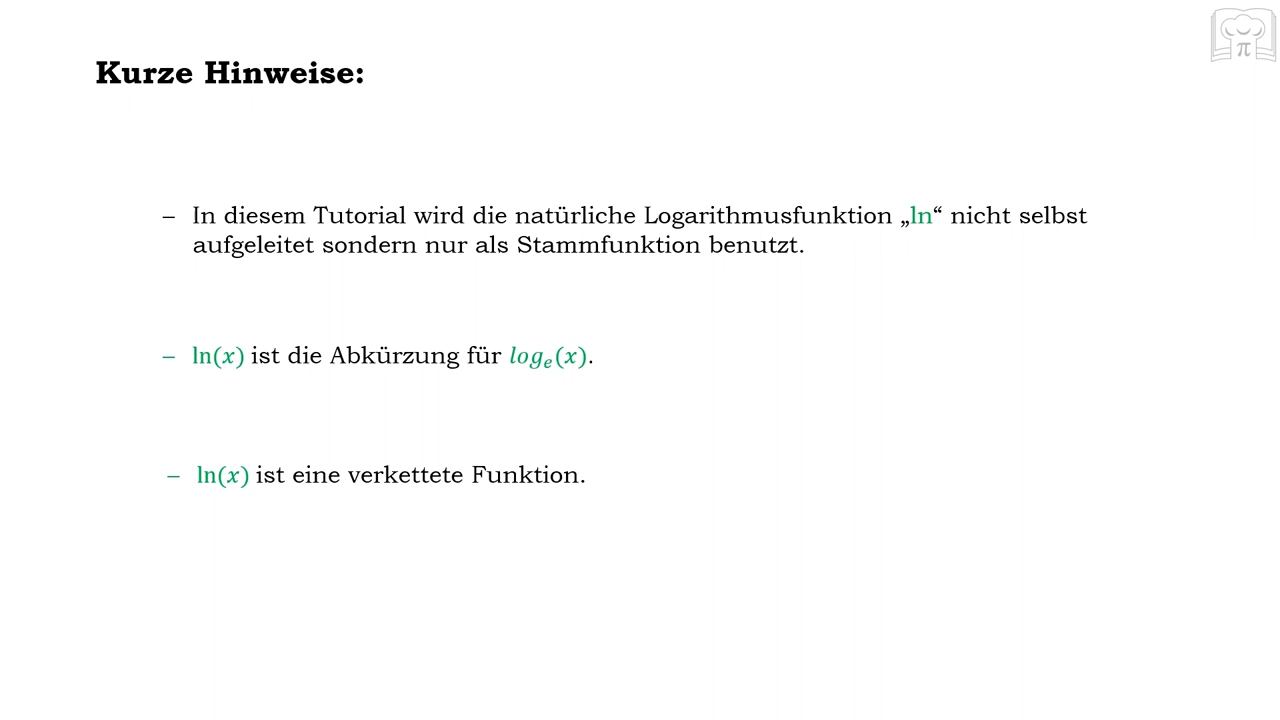 π
Kurze Hinweise:
– In diesem Tutorial wird die natürliche Logarithmusfunktion „ln“ nicht selbst
aufgeleitet sondern nur als Stammfunktion benutzt.
– ln(x) ist die Abkürzung für logₑ(x).
– ln(x) ist eine verkettete Funktion.